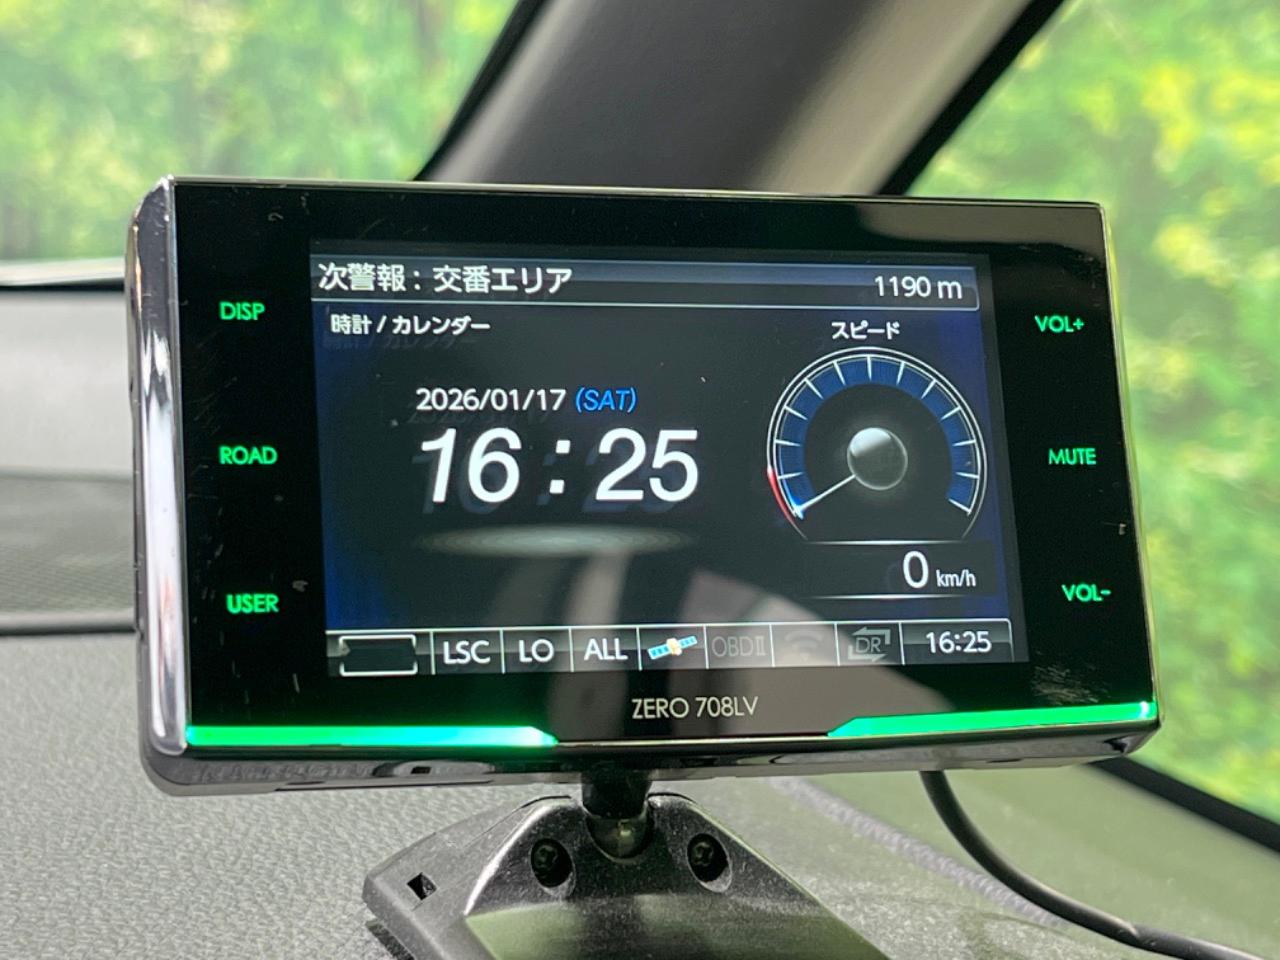 次警報：交番エリア 1190 m
時計 / カレンダー
スピード
2026/01/17 (SAT)
16：25
0 km/h
LSC LO ALL OBDⅡ DR 16:25
DISP
ROAD
USER
VOL+
MUTE
VOL-
ZERO 708LV